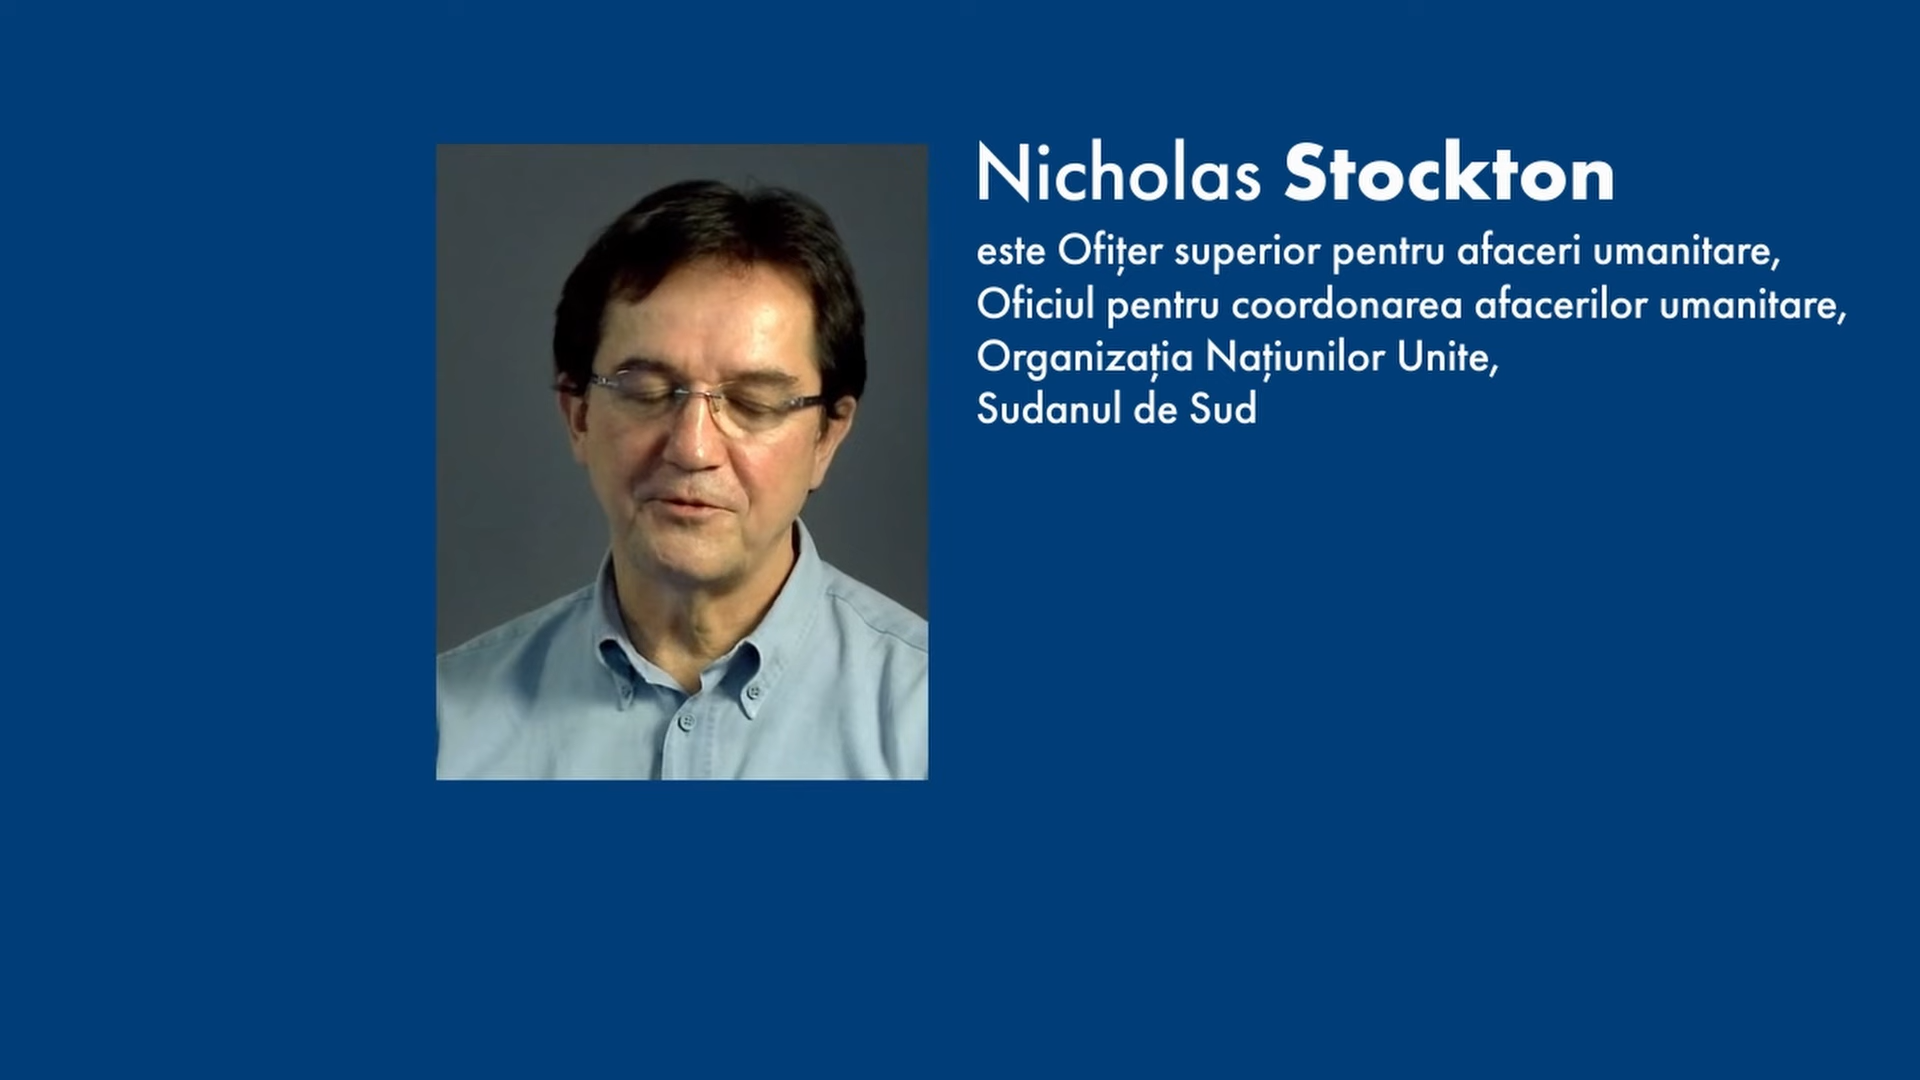 Nicholas Stockton
este Ofițer superior pentru afaceri umanitare,
Oficiul pentru coordonarea afacerilor umanitare,
Organizația Națiunilor Unite,
Sudanul de Sud